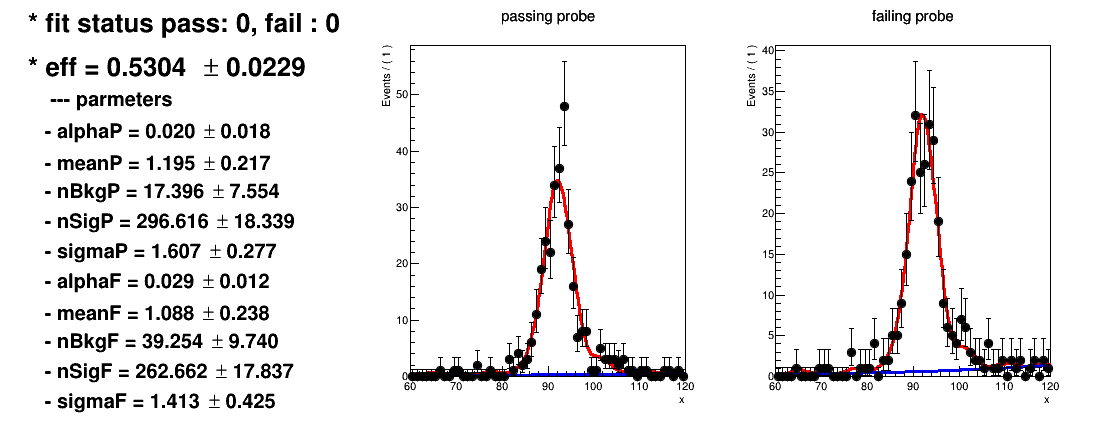 * fit status pass: 0, fail : 0
* eff = 0.5304 ± 0.0229
--- parmeters
- alphaP = 0.020 ± 0.018
- meanP = 1.195 ± 0.217
- nBkgP = 17.396 ± 7.554
- nSigP = 296.616 ± 18.339
- sigmaP = 1.607 ± 0.277
- alphaF = 0.029 ± 0.012
- meanF = 1.088 ± 0.238
- nBkgF = 39.254 ± 9.740
- nSigF = 262.662 ± 17.837
- sigmaF = 1.413 ± 0.425
passing probe
Events / ( 1 )
50
40
30
20
10
0
60 70 80 90 100 110 120
x
failing probe
Events / ( 1 )
40
35
30
25
20
15
10
5
0
60 70 80 90 100 110 120
x